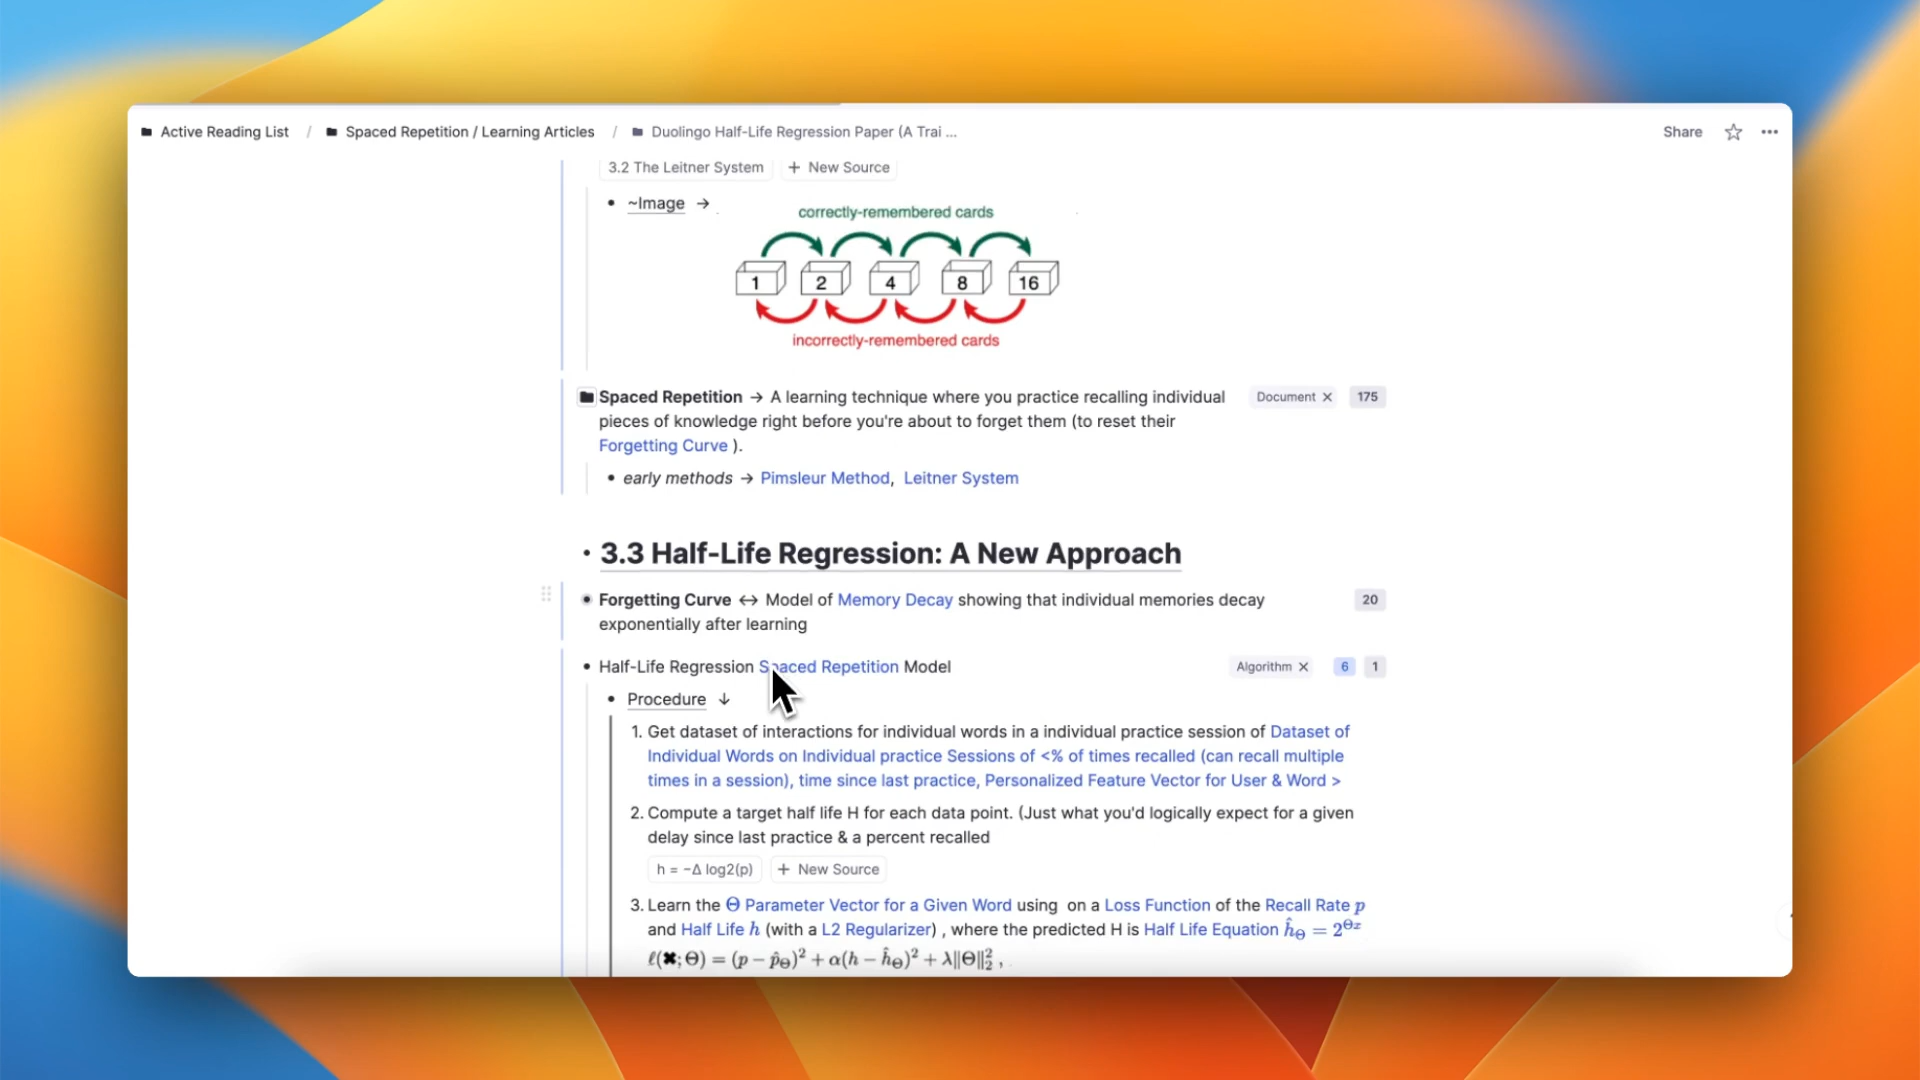 Active Reading List / Spaced Repetition / Learning Articles / Duolingo Half-Life Regression Paper (A Trai ... Share
3.2 The Leitner System + New Source
~Image →
correctly-remembered cards
1 2 4 8 16
incorrectly-remembered cards
Spaced Repetition → A learning technique where you practice recalling individual Document × 175
pieces of knowledge right before you're about to forget them (to reset their
Forgetting Curve ).
• early methods → Pimsleur Method, Leitner System
• 3.3 Half-Life Regression: A New Approach
• Forgetting Curve ↔ Model of Memory Decay showing that individual memories decay 20
exponentially after learning
• Half-Life Regression Spaced Repetition Model Algorithm × 6 1
• Procedure ↓
1. Get dataset of interactions for individual words in a individual practice session of Dataset of
Individual Words on Individual practice Sessions of <% of times recalled (can recall multiple
times in a session), time since last practice, Personalized Feature Vector for User & Word >
2. Compute a target half life H for each data point. (Just what you'd logically expect for a given
delay since last practice & a percent recalled
h = −Δ log2(p) + New Source
3. Learn the Θ Parameter Vector for a Given Word using on a Loss Function of the Recall Rate p
and Half Life h (with a L2 Regularizer) , where the predicted H is Half Life Equation ĥ_Θ = 2^Θx
ℓ(✖; Θ) = (p − p̂_Θ)² + α(h − ĥ_Θ)² + λ‖Θ‖₂² ,